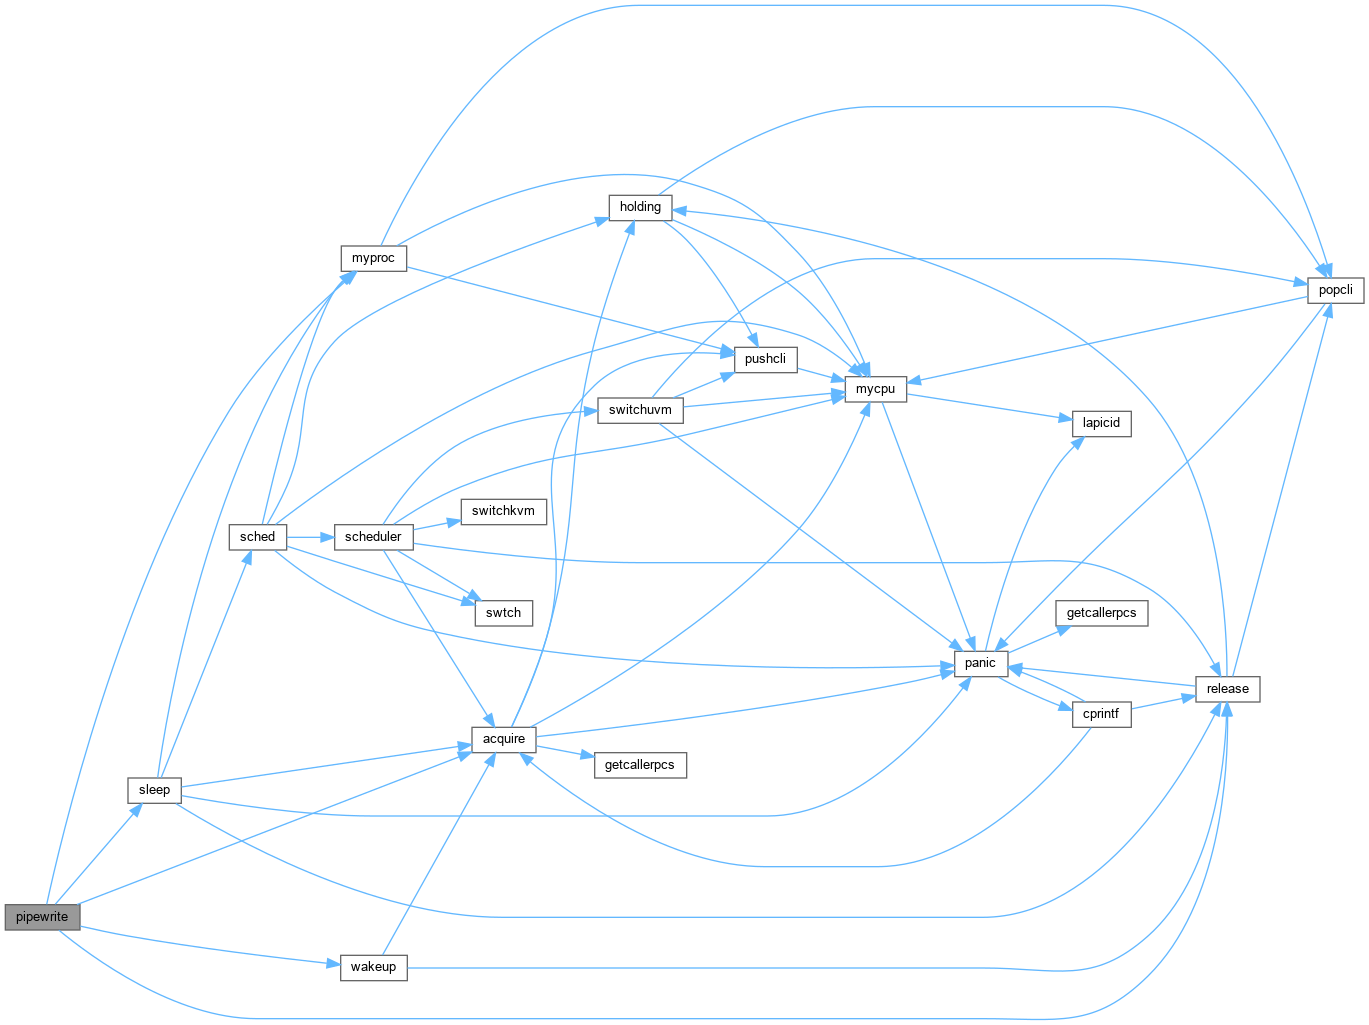 holding
myproc
popcli
pushcli
mycpu
switchuvm
lapicid
switchkvm
sched
scheduler
swtch
getcallerpcs
panic
release
cprintf
acquire
getcallerpcs
sleep
pipewrite
wakeup